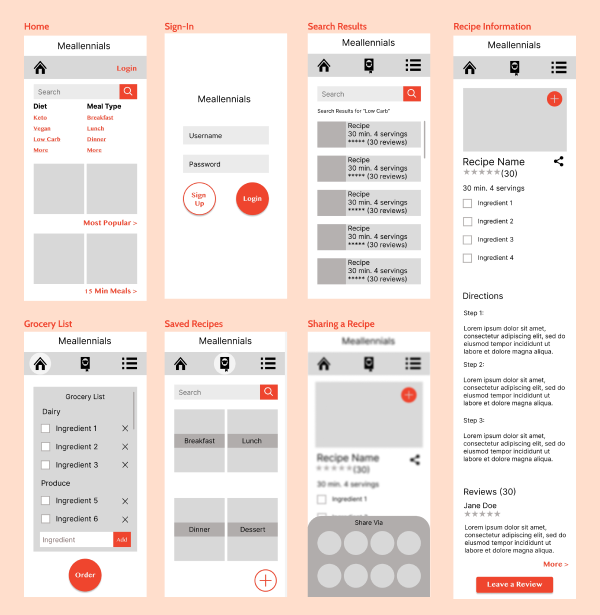 Home
Meallennials
Login
Search
Diet
Meal Type
Keto
Breakfast
Vegan
Lunch
Low Carb
Dinner
More
More
Most Popular >
15 Min Meals >
Sign-In
Meallennials
Username
Password
Sign
Up
Login
Search Results
Meallennials
Search
Search Results for "Low Carb"
Recipe
30 min. 4 servings
***** (30 reviews)
Recipe
30 min. 4 servings
***** (30 reviews)
Recipe
30 min. 4 servings
***** (30 reviews)
Recipe
30 min. 4 servings
***** (30 reviews)
Recipe
30 min. 4 servings
***** (30 reviews)
Recipe Information
Meallennials
Recipe Name
★★★★★(30)
30 min. 4 servings
Ingredient 1
Ingredient 2
Ingredient 3
Ingredient 4
Directions
Step 1:
Lorem ipsum dolor sit amet,
consectetur adipiscing elit, sed do
eiusmod tempor incididunt ut
labore et dolore magna aliqua.
Step 2:
Lorem ipsum dolor sit amet,
consectetur adipiscing elit, sed do
eiusmod tempor incididunt ut
labore et dolore magna aliqua.
Step 3:
Lorem ipsum dolor sit amet,
consectetur adipiscing elit, sed do
eiusmod tempor incididunt ut
labore et dolore magna aliqua.
Reviews (30)
Jane Doe
★★★★★
Lorem ipsum dolor sit amet,
consectetur adipiscing elit, sed do
eiusmod tempor incididunt ut
labore et dolore magna aliqua.
More >
Leave a Review
Grocery List
Meallennials
Grocery List
Dairy
Ingredient 1
Ingredient 2
Ingredient 3
Produce
Ingredient 5
Ingredient 6
Ingredient
Add
Order
Saved Recipes
Meallennials
Search
Breakfast
Lunch
Dinner
Dessert
Sharing a Recipe
Meallennials
Recipe Name
★★★★★(30)
30 min. 4 servings
Ingredient 1
Share Via